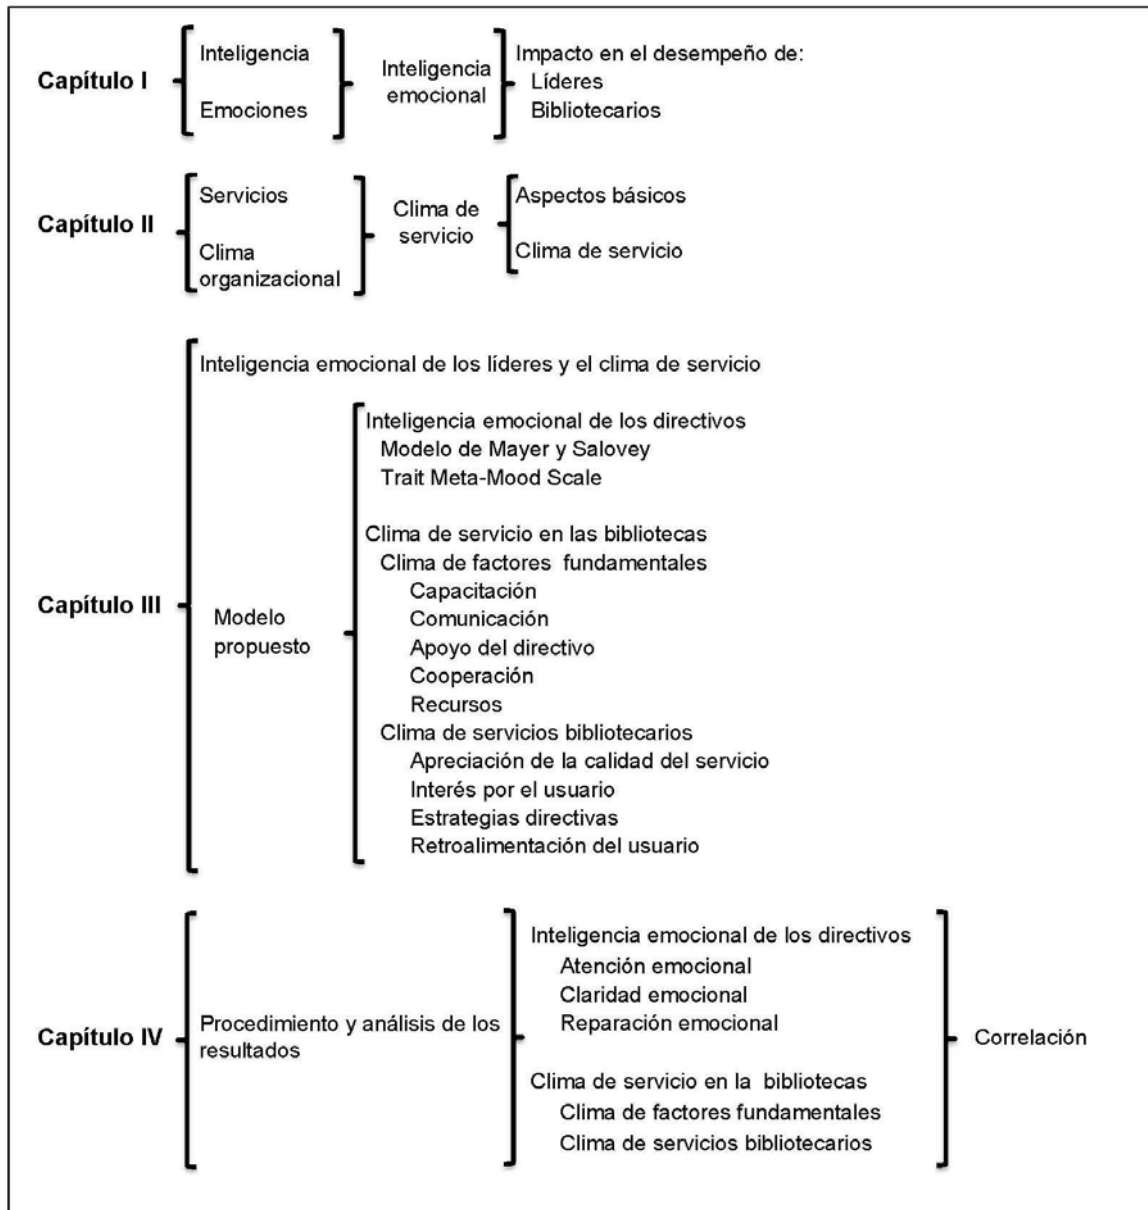 Capítulo I
Inteligencia
Emociones
Inteligencia
emocional
Impacto en el desempeño de:
Líderes
Bibliotecarios
Capítulo II
Servicios
Clima
organizacional
Clima de
servicio
Aspectos básicos
Clima de servicio
Capítulo III
Inteligencia emocional de los líderes y el clima de servicio
Modelo
propuesto
Inteligencia emocional de los directivos
Modelo de Mayer y Salovey
Trait Meta-Mood Scale
Clima de servicio en las bibliotecas
Clima de factores fundamentales
Capacitación
Comunicación
Apoyo del directivo
Cooperación
Recursos
Clima de servicios bibliotecarios
Apreciación de la calidad del servicio
Interés por el usuario
Estrategias directivas
Retroalimentación del usuario
Capítulo IV
Procedimiento y análisis de los
resultados
Inteligencia emocional de los directivos
Atención emocional
Claridad emocional
Reparación emocional
Clima de servicio en la bibliotecas
Clima de factores fundamentales
Clima de servicios bibliotecarios
Correlación